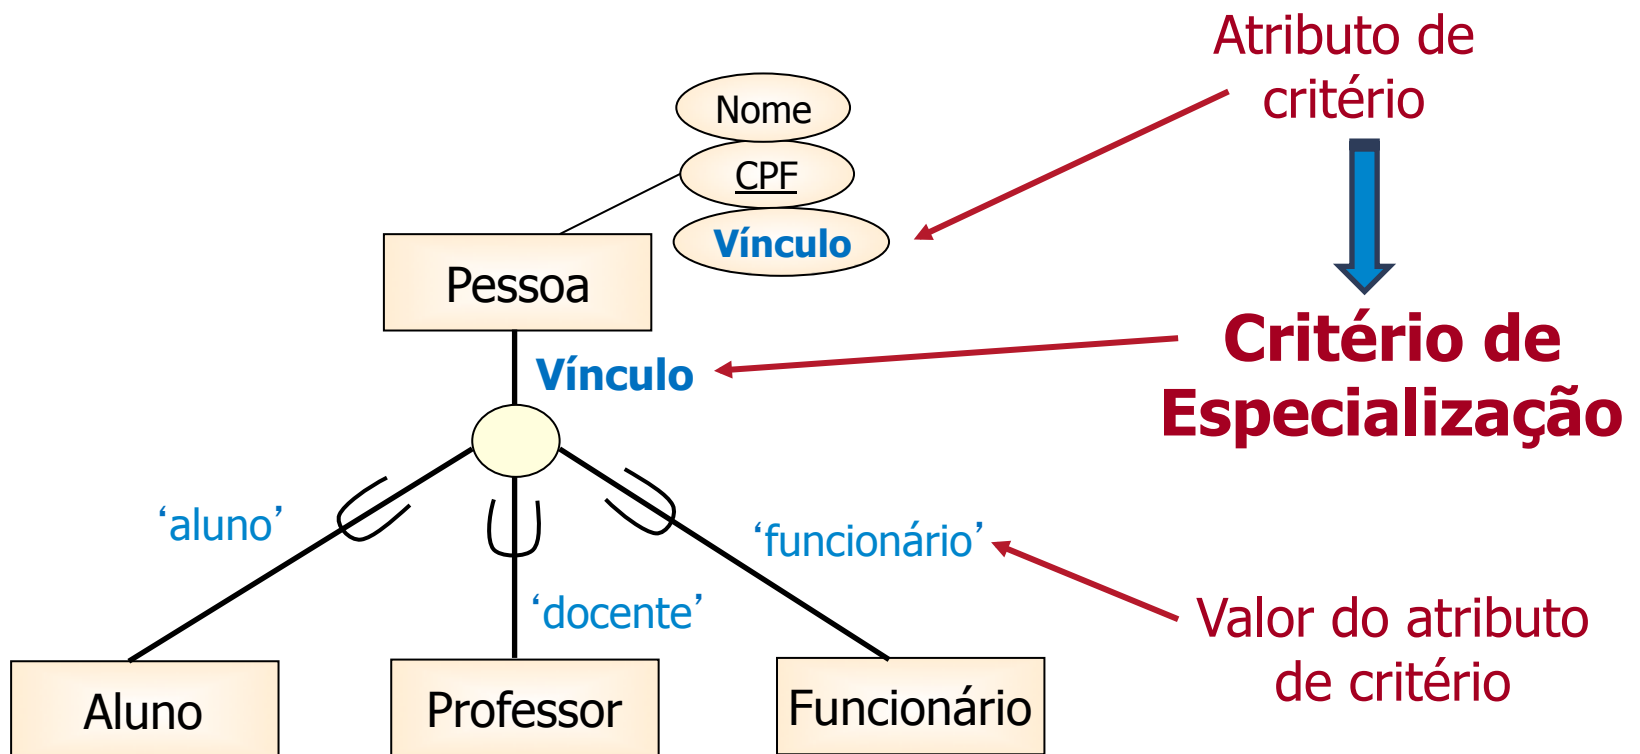 Atributo de
critério
Nome
CPF
Vínculo
Pessoa
Vínculo
Critério de
Especialização
‘aluno’
‘docente’
‘funcionário’
Valor do atributo
de critério
Aluno
Professor
Funcionário